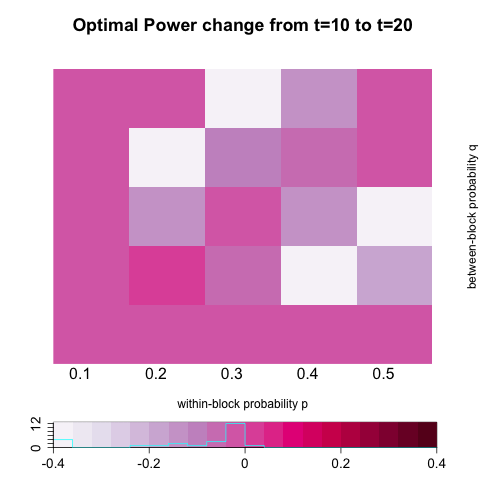 Optimal Power change from t=10 to t=20
between-block probability q
0.1 0.2 0.3 0.4 0.5
within-block probability p
0 12
-0.4 -0.2 0 0.2 0.4